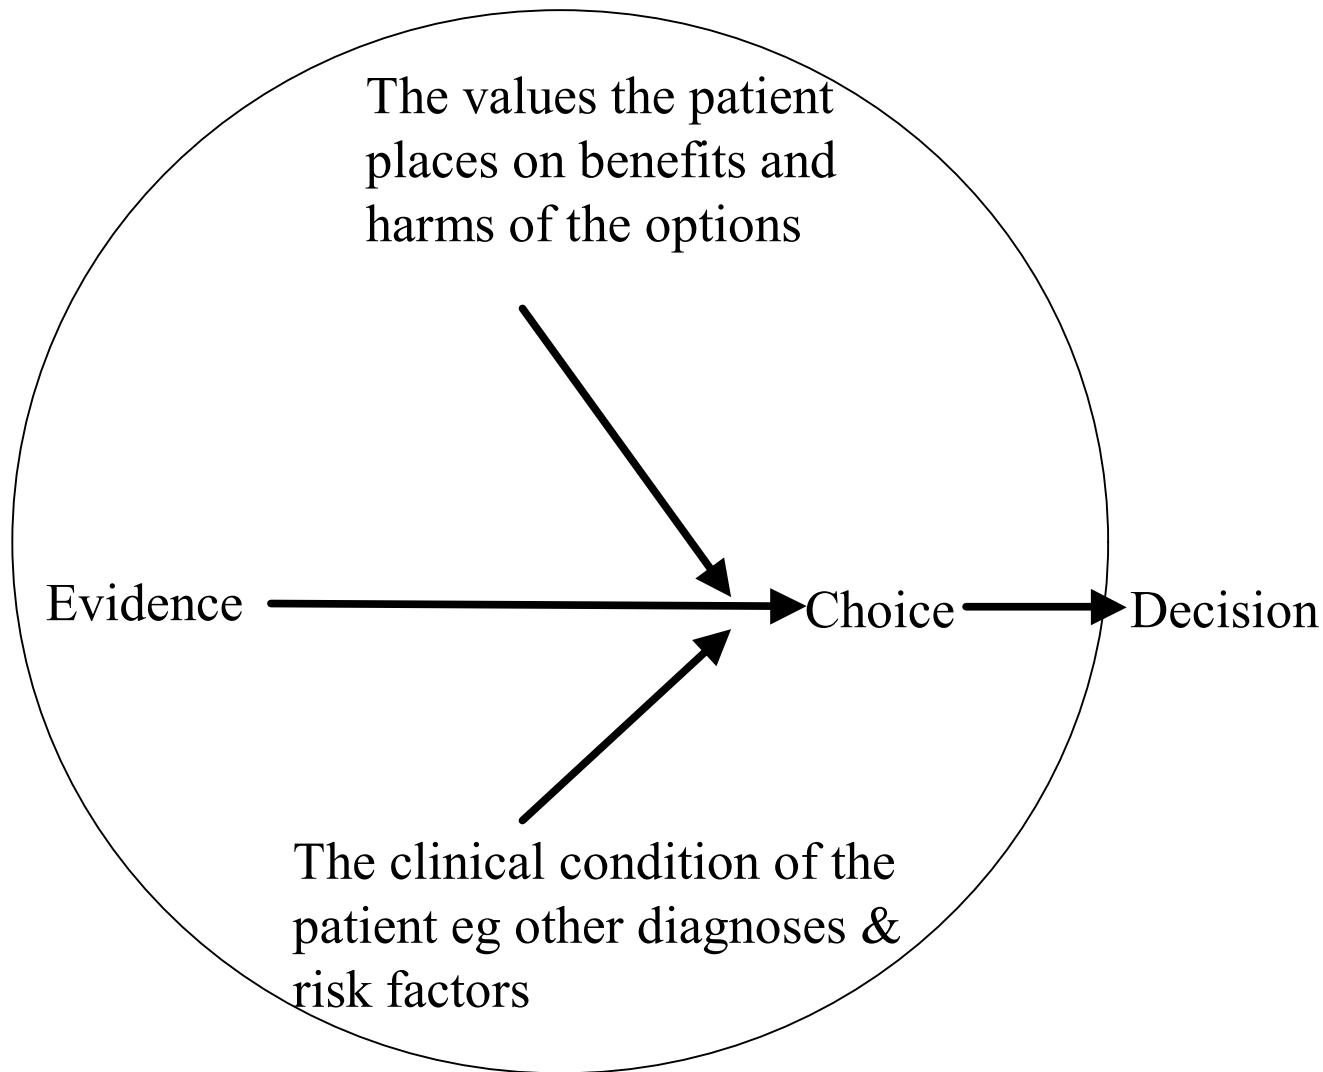 The values the patient
places on benefits and
harms of the options
Evidence
Choice
Decision
The clinical condition of the
patient eg other diagnoses &
risk factors